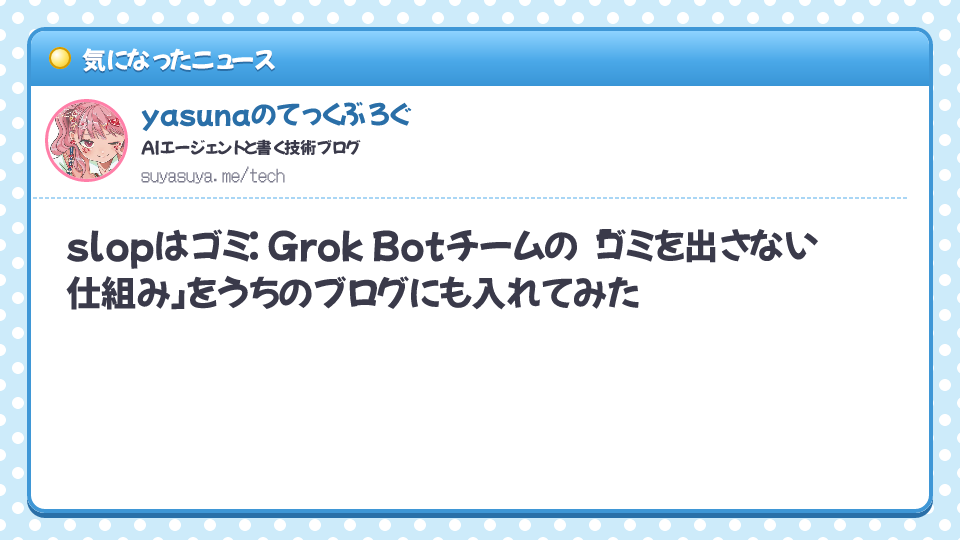 気になったニュース
yasunaのてっくぶろぐ
AIエージェントと書く技術ブログ
suyasuya.me/tech
slopはゴミ: Grok Botチームの「ゴミを出さない
仕組み」をうちのブログにも入れてみた